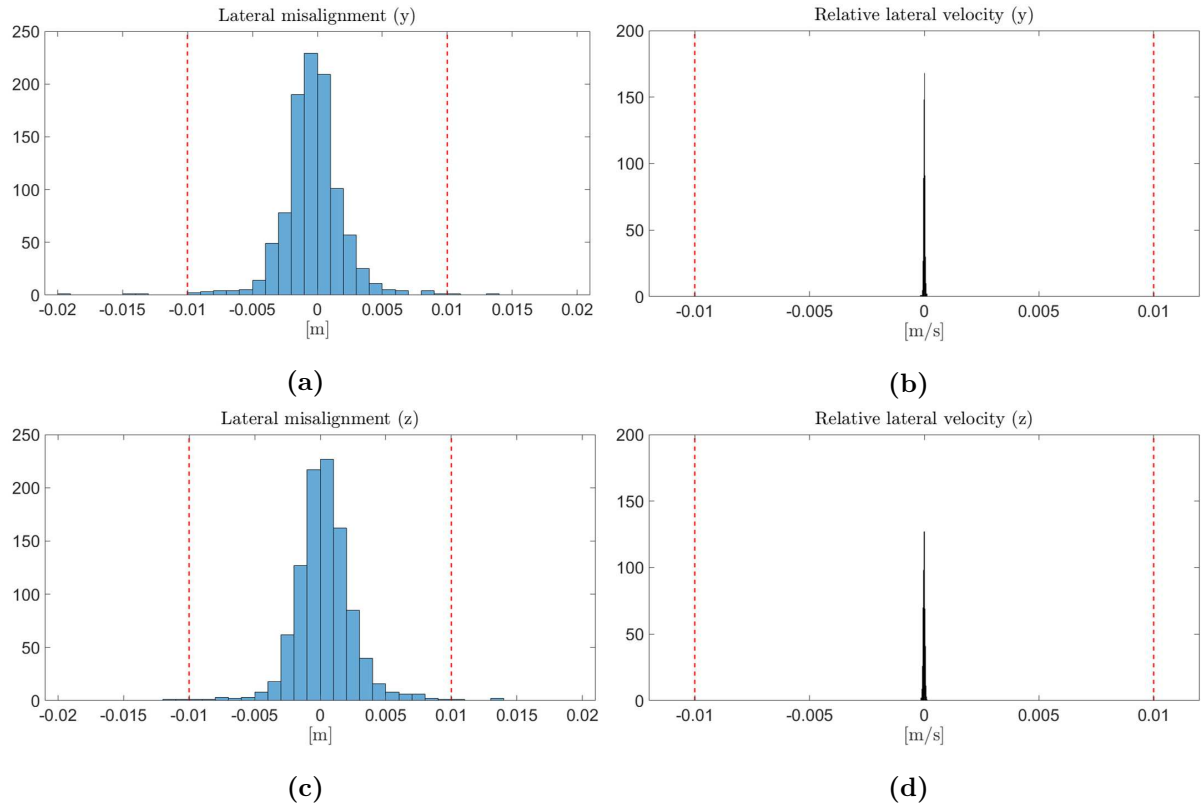 Lateral misalignment (y)
250
200
150
100
50
0
-0.02 -0.015 -0.01 -0.005 0 0.005 0.01 0.015 0.02
[m]
(a)
Relative lateral velocity (y)
200
150
100
50
0
-0.01 -0.005 0 0.005 0.01
[m/s]
(b)
Lateral misalignment (z)
250
200
150
100
50
0
-0.02 -0.015 -0.01 -0.005 0 0.005 0.01 0.015 0.02
[m]
(c)
Relative lateral velocity (z)
200
150
100
50
0
-0.01 -0.005 0 0.005 0.01
[m/s]
(d)